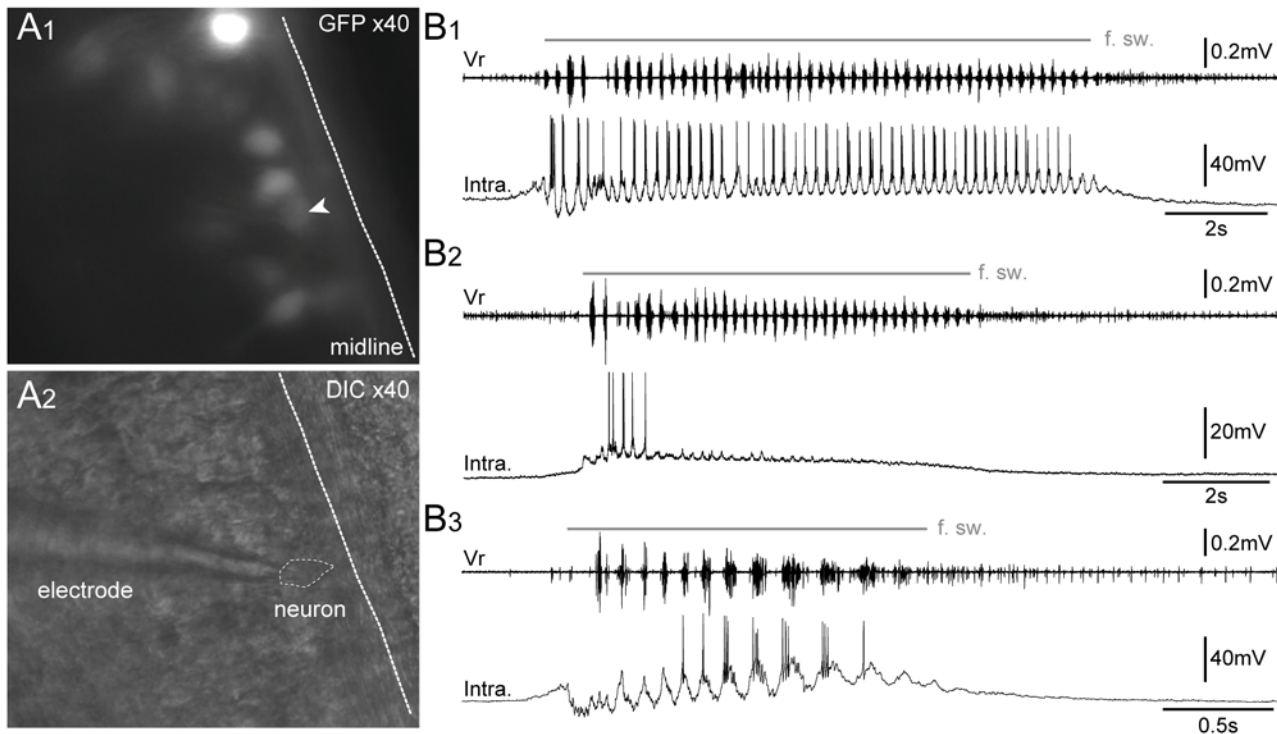 A1
GFP x40
midline
A2
DIC x40
electrode
neuron
B1
f. sw.
Vr
0.2mV
Intra.
40mV
2s
B2
f. sw.
Vr
0.2mV
Intra.
20mV
2s
B3
f. sw.
Vr
0.2mV
Intra.
40mV
0.5s